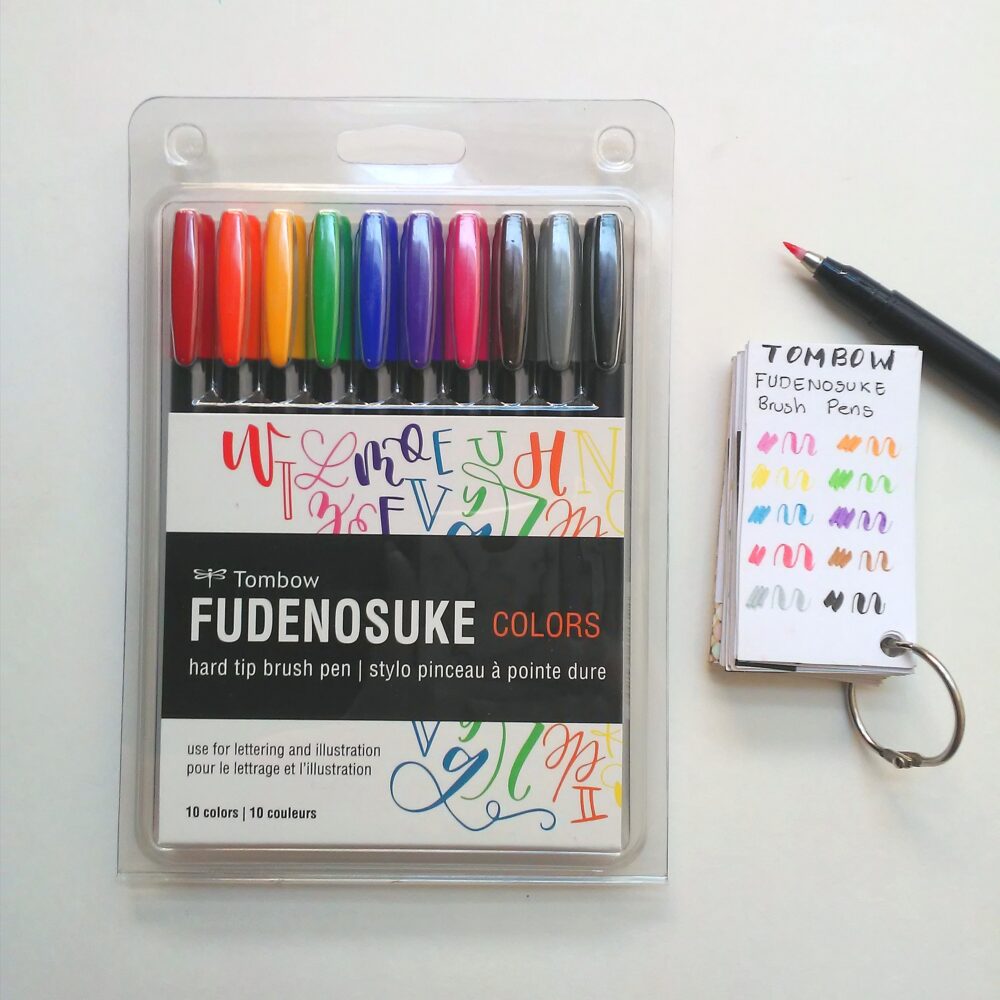 Tombow
FUDENOSUKE COLORS
hard tip brush pen | stylo pinceau à pointe dure
use for lettering and illustration
pour le lettrage et l'illustration
10 colors | 10 couleurs
TOMBOW
FUDENOSUKE
Brush Pens